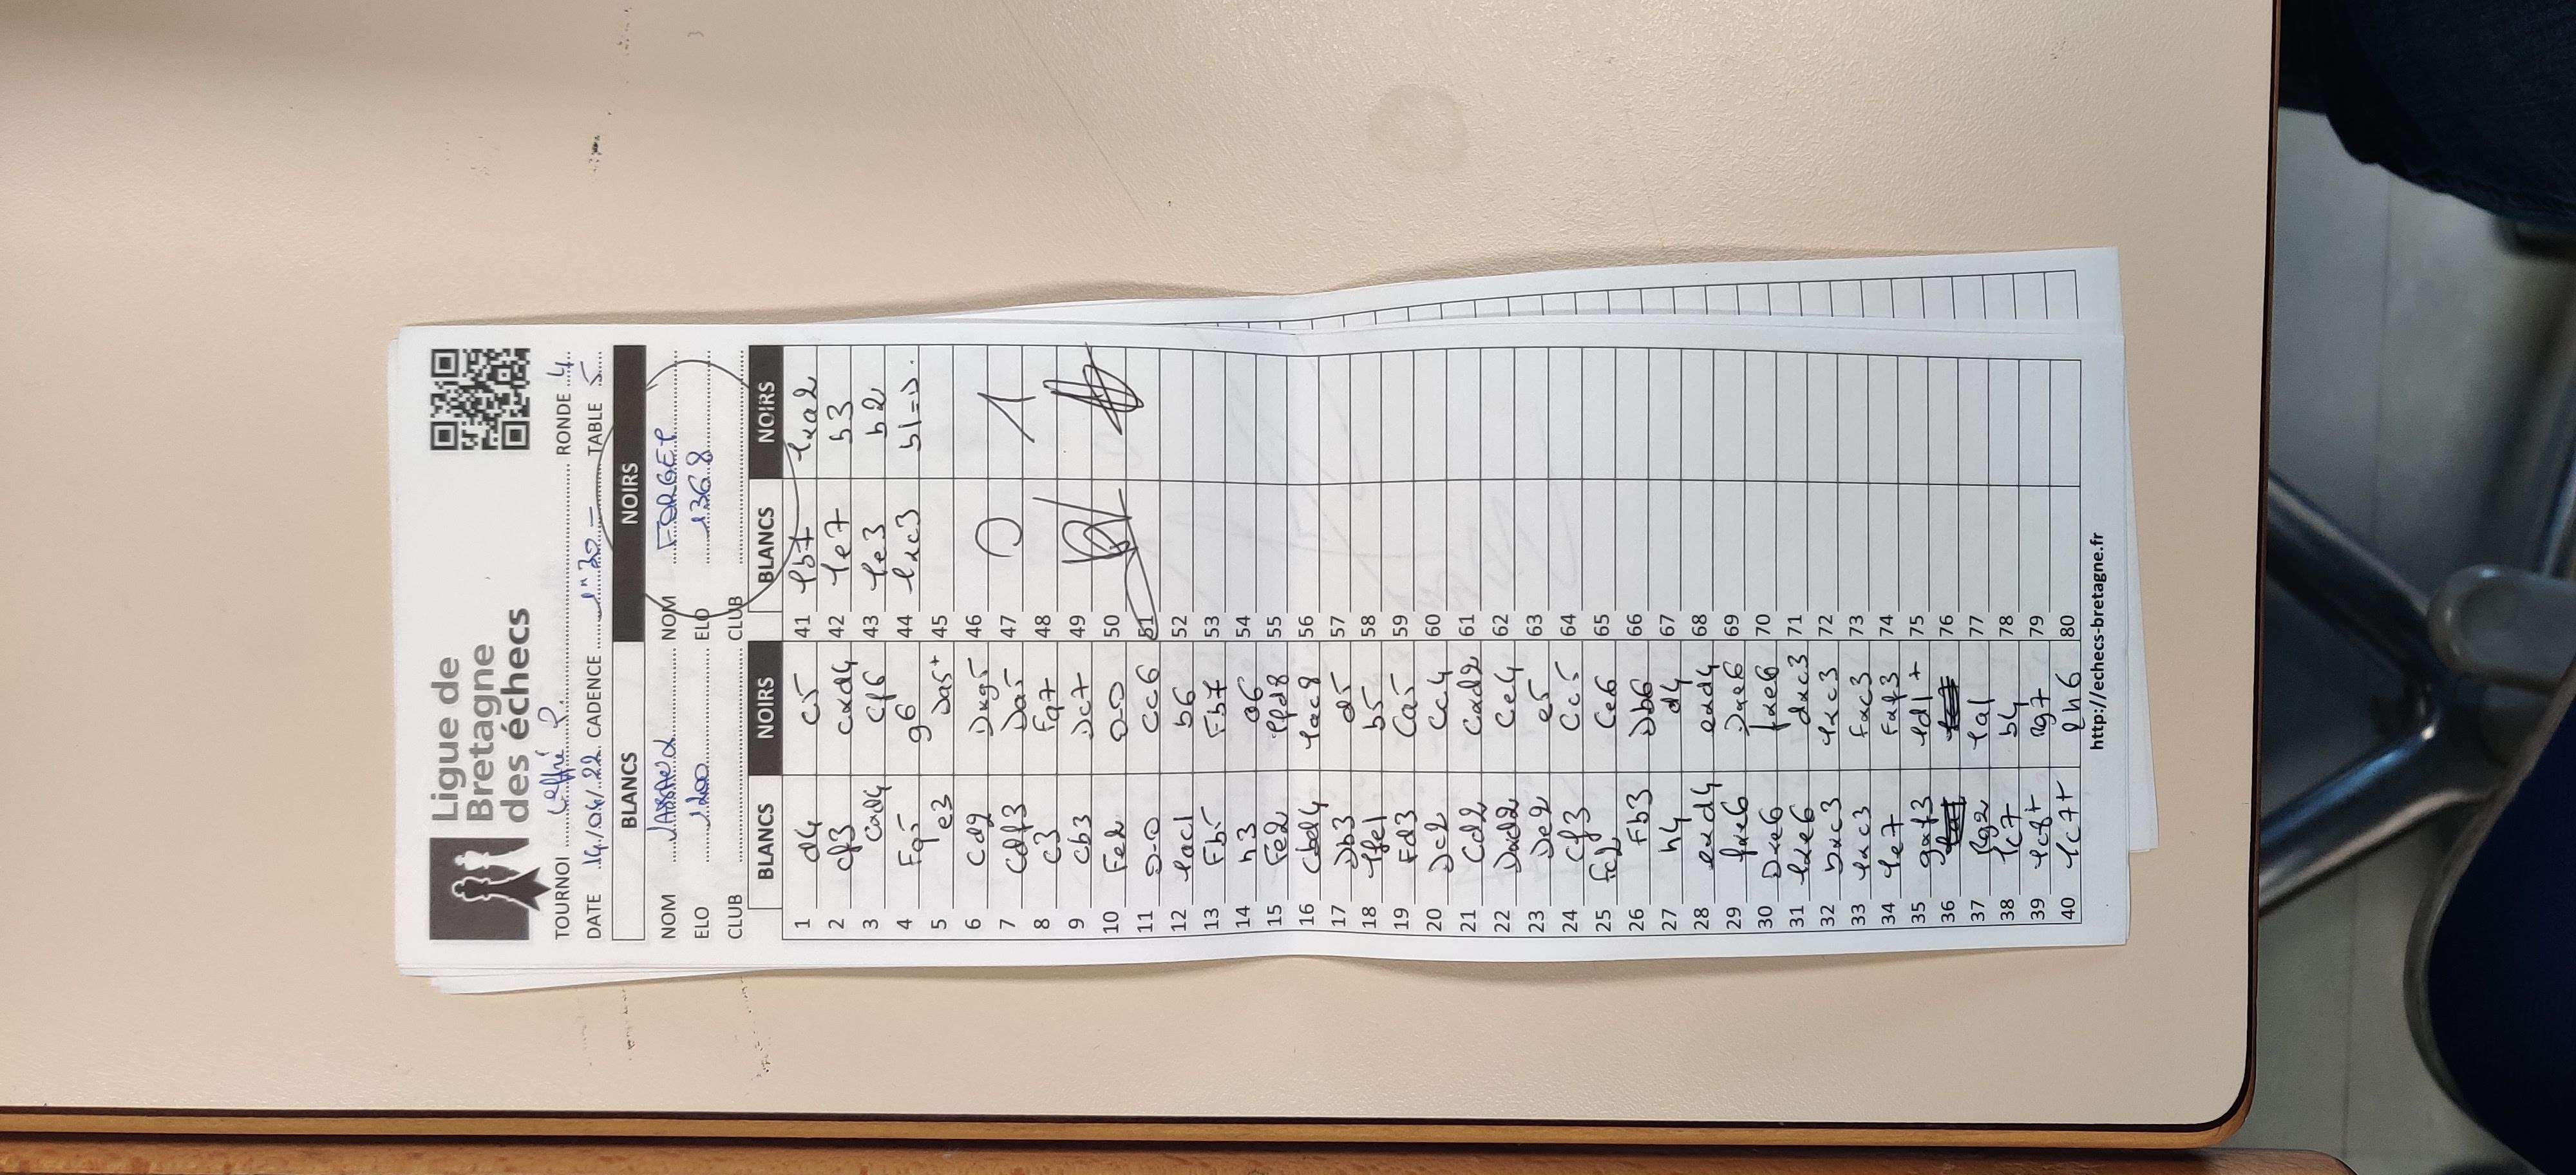 Ligue de
Bretagne
des échecs
TOURNOI P. RONDE 4
DATE 14/04/22 CADENCE 1h30 TABLE 5
BLANCS NOIRS
NOM NOM FORGET
ELO 1200 ELO 1368
CLUB CLUB
BLANCS NOIRS BLANCS NOIRS
1 d4 c5 41 Tb7 Txa2
2 Cf3 cxd4 42 Te7 b3
3 Cxd4 Cf6 43 Te3 b2
4 Fg5 g6 44 Txc3 b1=D.
5 e3 Da5+ 45
6 Cd2 Dxg5 46
7 Cdf3 Da5 47 0 1
8 c3 Fg7 48
9 Cb3 Dc7 49
10 Fe2 O-O 50
11 O-O Cc6 51
12 Tac1 b6 52
13 Fb5 Fb7 53
14 h3 a6 54
15 Fe2 Tfd8 55
16 Cbd4 Tac8 56
17 Db3 d5 57
18 Tfe1 b5 58
19 Fd3 Ca5 59
20 Dc2 Cc4 60
21 Cd2 Cxd2 61
22 Dxd2 Ce4 62
23 De2 e5 63
24 Cf3 Cc5 64
25 Fc2 Ce6 65
26 Fb3 Db6 66
27 h4 d4 67
28 exd4 exd4 68
29 fxe6 Dxe6 69
30 Dxe6 fxe6 70
31 Txe6 dxc3 71
32 bxc3 Txc3 72
33 Txc3 Fxc3 73
34 Te7 Fxf3 74
35 gxf3 Td1+ 75
36 76
37 Rg2 Ta1 77
38 Tc7 b4 78
39 Tc8+ Rg7 79
40 Tc7+ Rh6 80
http://echecs-bretagne.fr